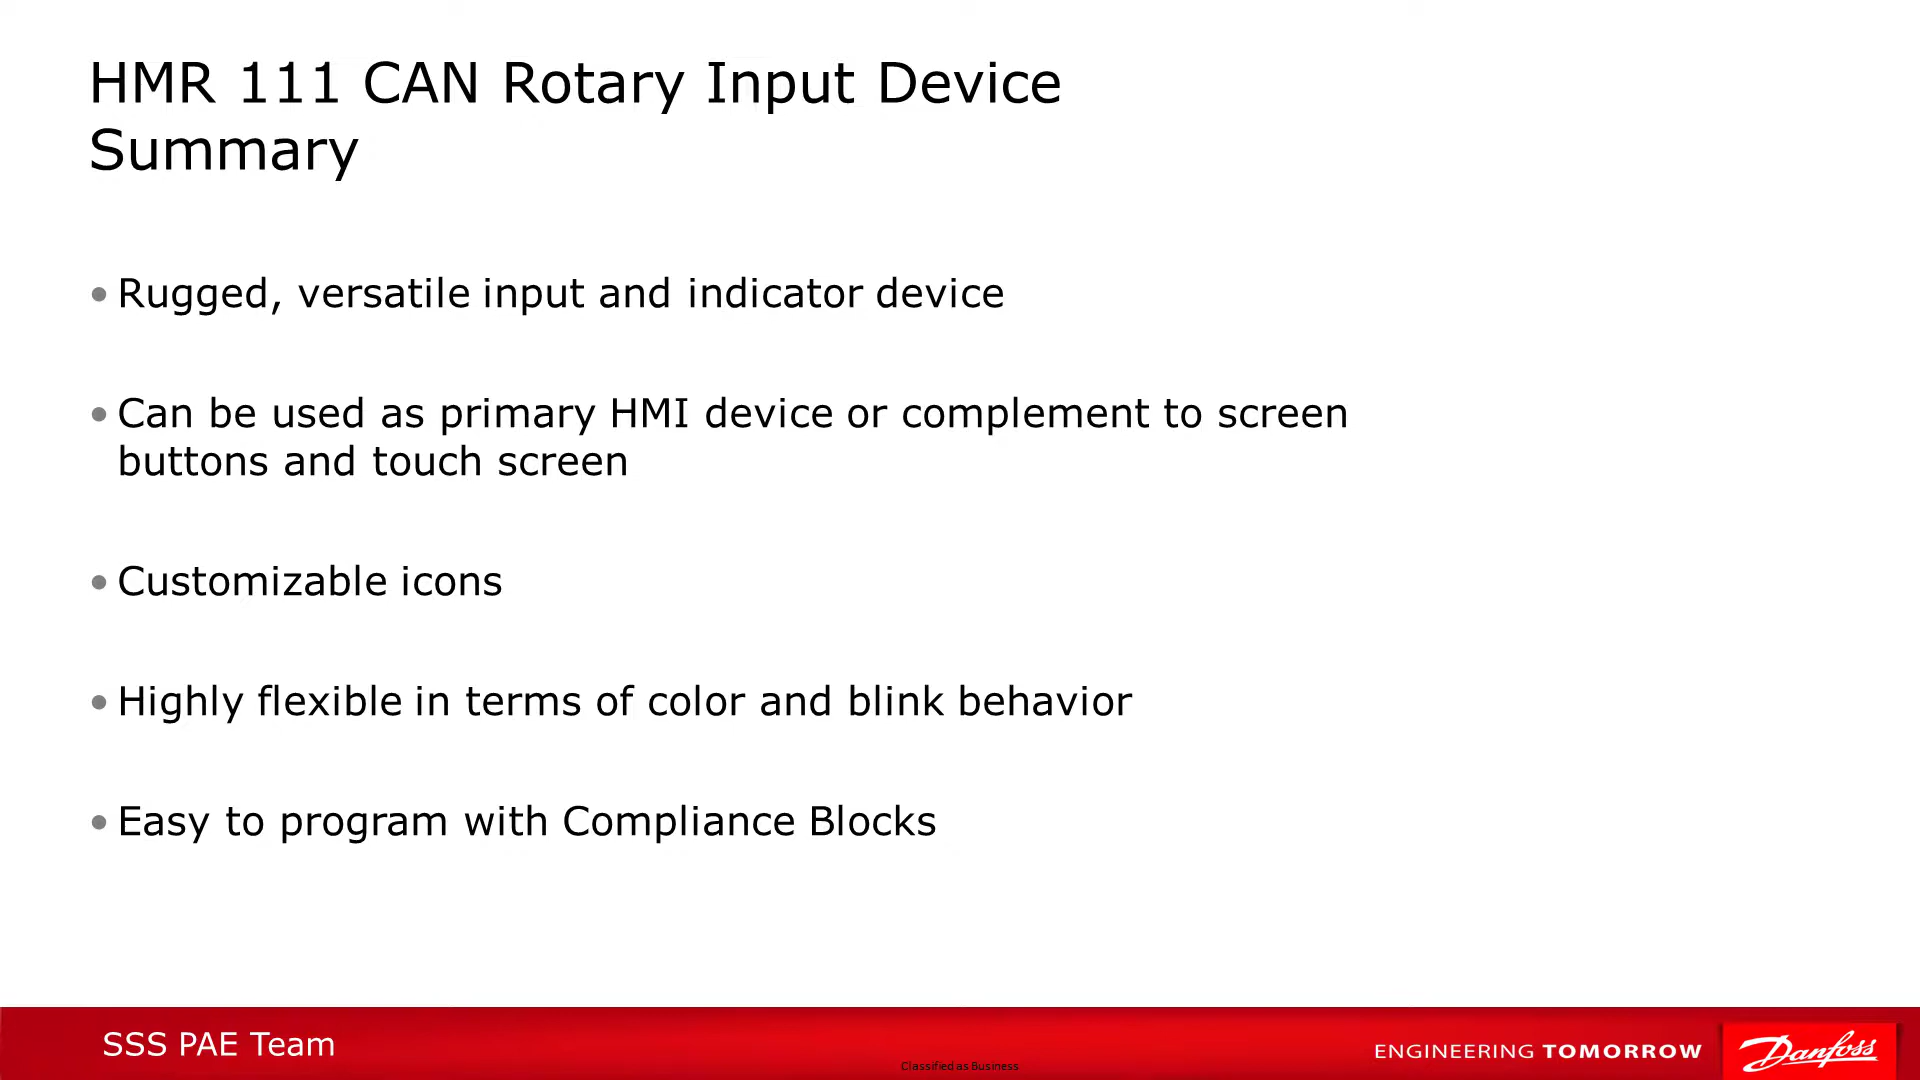 HMR 111 CAN Rotary Input Device
Summary
• Rugged, versatile input and indicator device
• Can be used as primary HMI device or complement to screen
buttons and touch screen
• Customizable icons
• Highly flexible in terms of color and blink behavior
• Easy to program with Compliance Blocks
SSS PAE Team
Classified as Business
ENGINEERING TOMORROW
Danfoss